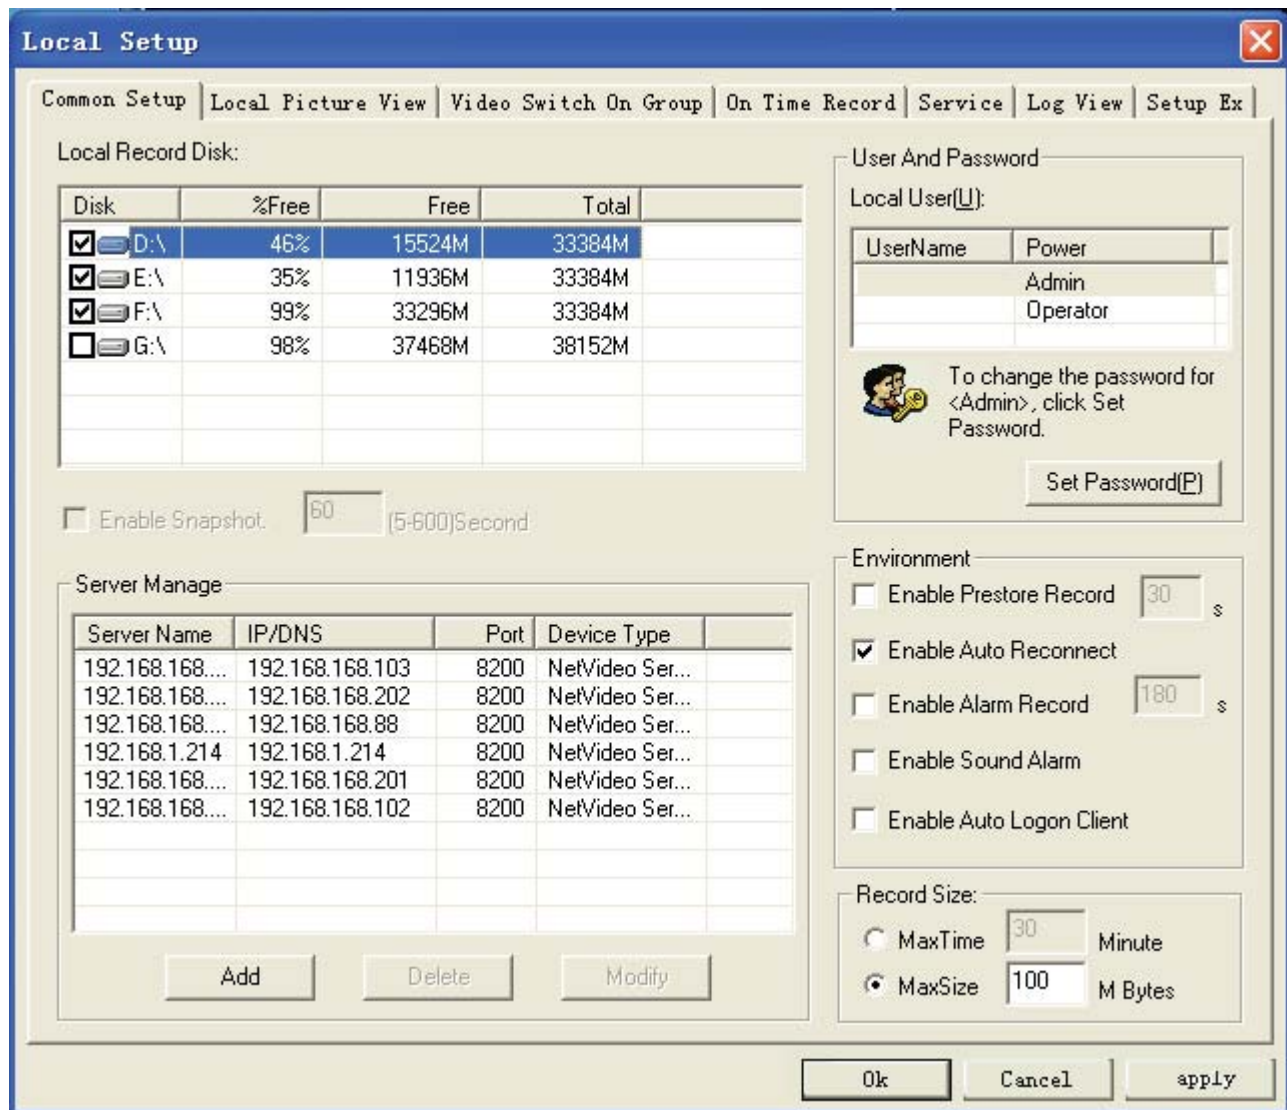 Local Setup
Common Setup Local Picture View Video Switch On Group On Time Record Service Log View Setup Ex
Local Record Disk:
Disk %Free Free Total
D:\ 46% 15524M 33384M
E:\ 35% 11936M 33384M
F:\ 99% 33296M 33384M
G:\ 98% 37468M 38152M
Enable Snapshot. 60 (5-600)Second
Server Manage
Server Name IP/DNS Port Device Type
192.168.168.... 192.168.168.103 8200 NetVideo Ser...
192.168.168.... 192.168.168.202 8200 NetVideo Ser...
192.168.168.... 192.168.168.88 8200 NetVideo Ser...
192.168.1.214 192.168.1.214 8200 NetVideo Ser...
192.168.168.... 192.168.168.201 8200 NetVideo Ser...
192.168.168.... 192.168.168.102 8200 NetVideo Ser...
Add Delete Modify
User And Password
Local User(U):
UserName Power
Admin
Operator
To change the password for
<Admin>, click Set
Password.
Set Password(P)
Environment
Enable Prestore Record 30 s
Enable Auto Reconnect
Enable Alarm Record 180 s
Enable Sound Alarm
Enable Auto Logon Client
Record Size:
MaxTime 30 Minute
MaxSize 100 M Bytes
Ok Cancel apply